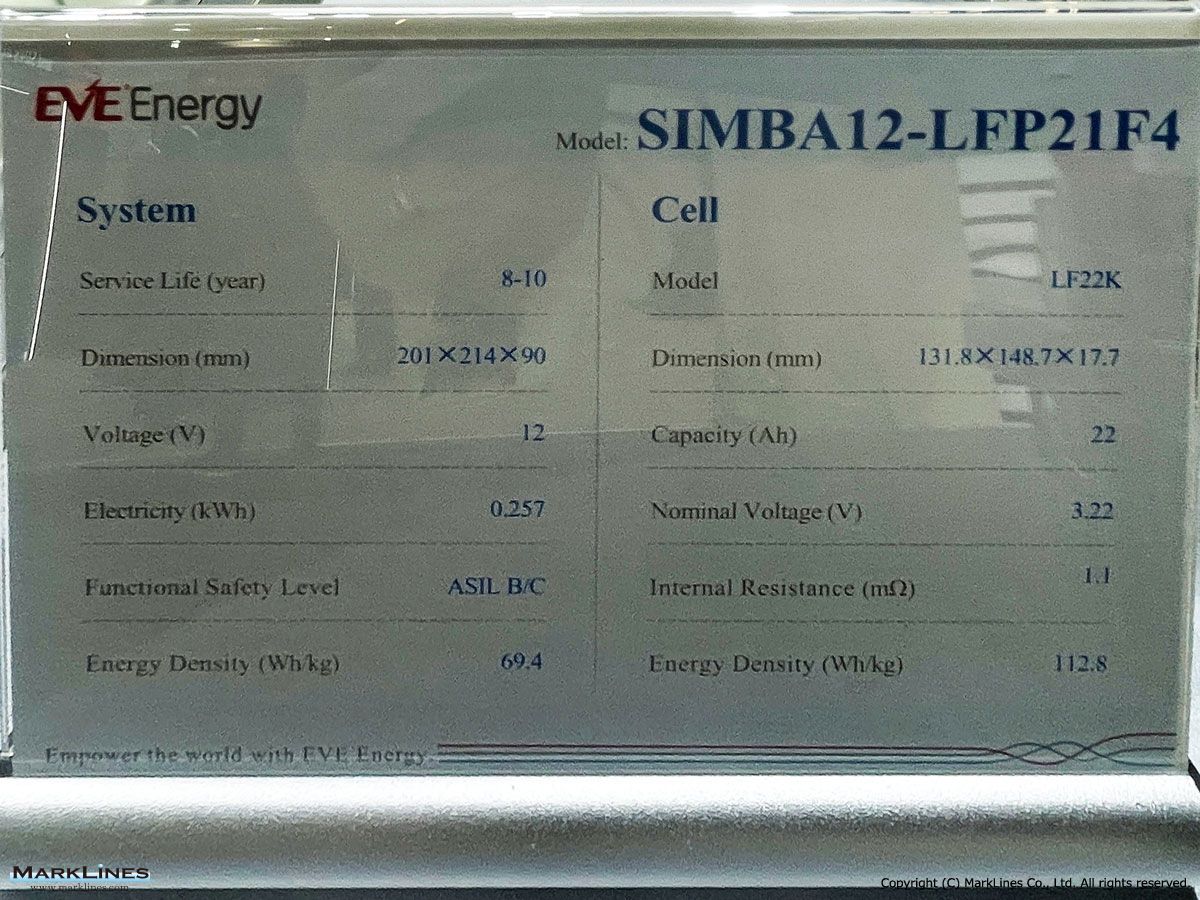 EVE Energy
Model: SIMBA12-LFP21F4
System
Service Life (year) 8-10
Dimension (mm) 201×214×90
Voltage (V) 12
Electricity (kWh) 0.257
Functional Safety Level ASIL B/C
Energy Density (Wh/kg) 69.4
Cell
Model LF22K
Dimension (mm) 131.8×148.7×17.7
Capacity (Ah) 22
Nominal Voltage (V) 3.22
Internal Resistance (mΩ) 1.1
Energy Density (Wh/kg) 112.8
Empower the world with EVE Energy
MARKLINES
www.marklines.com
Copyright (C) MarkLines Co., Ltd. All rights reserved.